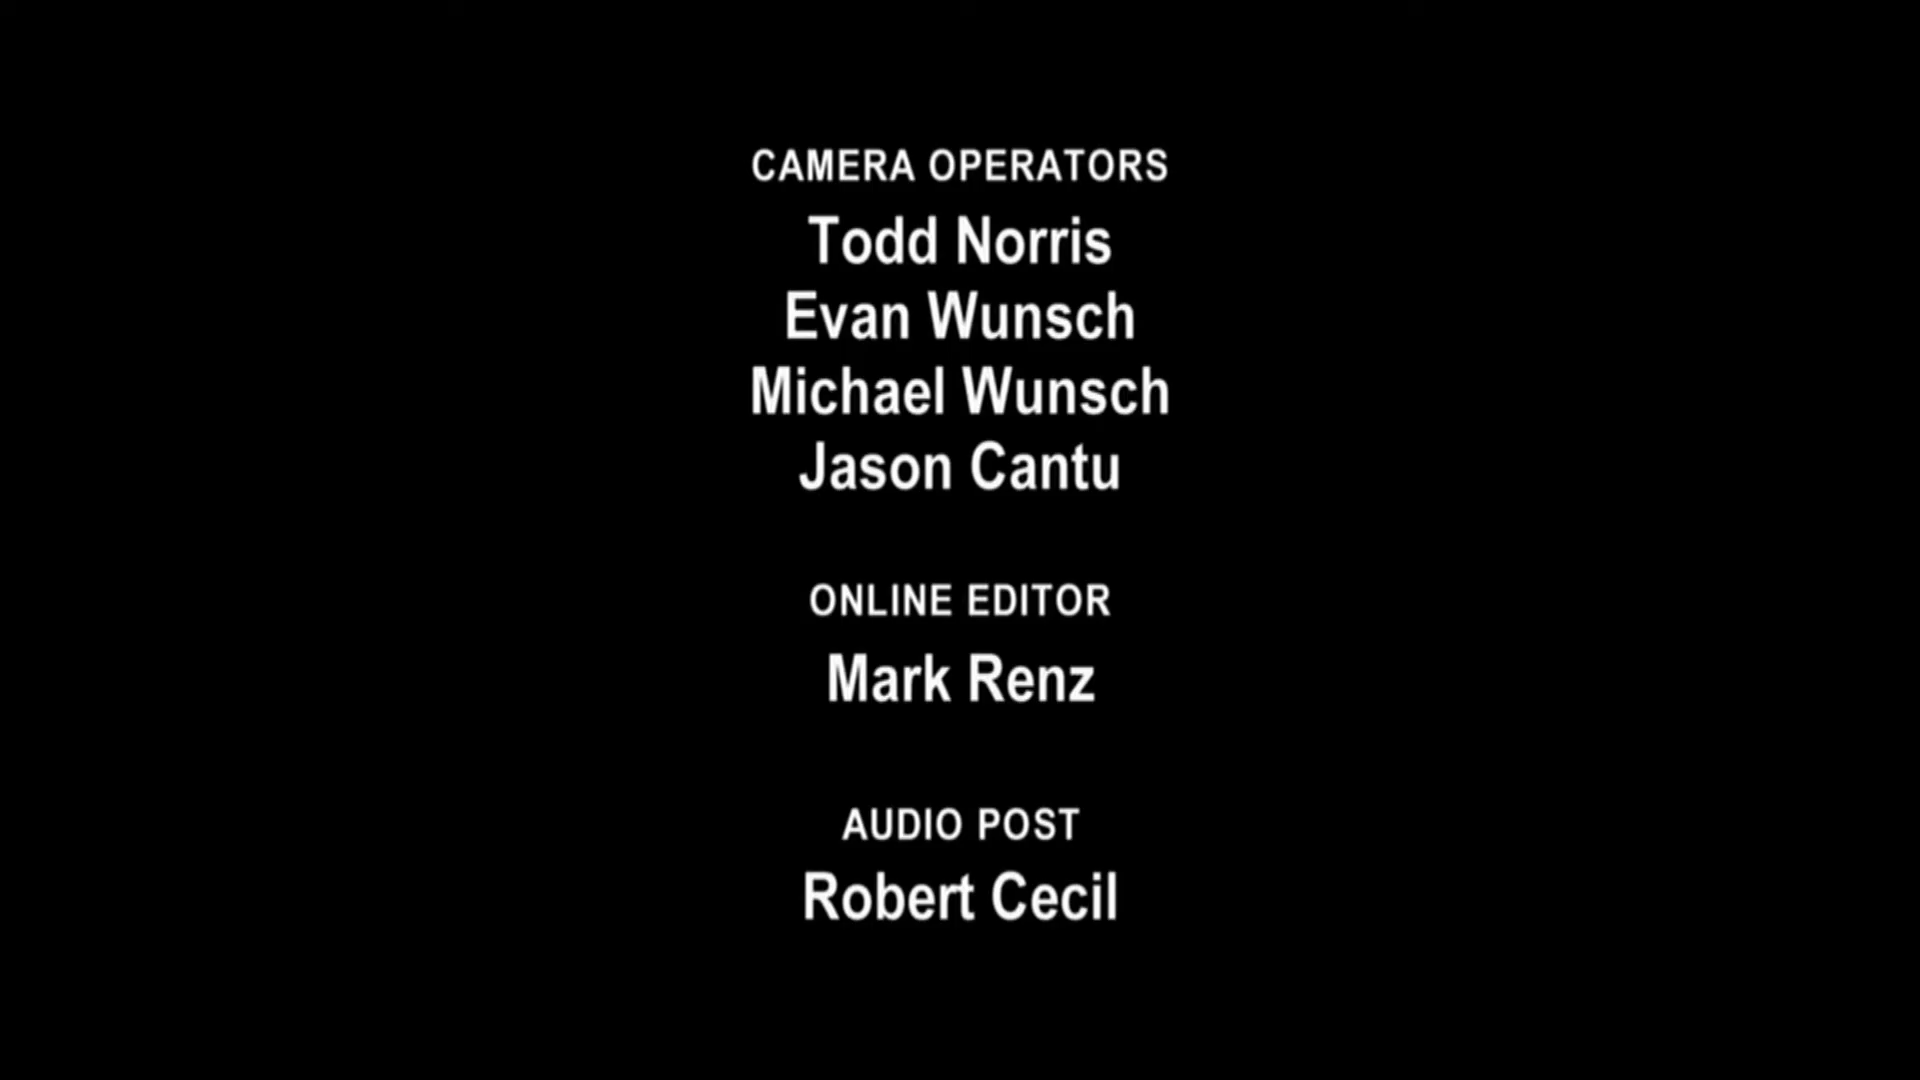 CAMERA OPERATORS
Todd Norris
Evan Wunsch
Michael Wunsch
Jason Cantu
ONLINE EDITOR
Mark Renz
AUDIO POST
Robert Cecil